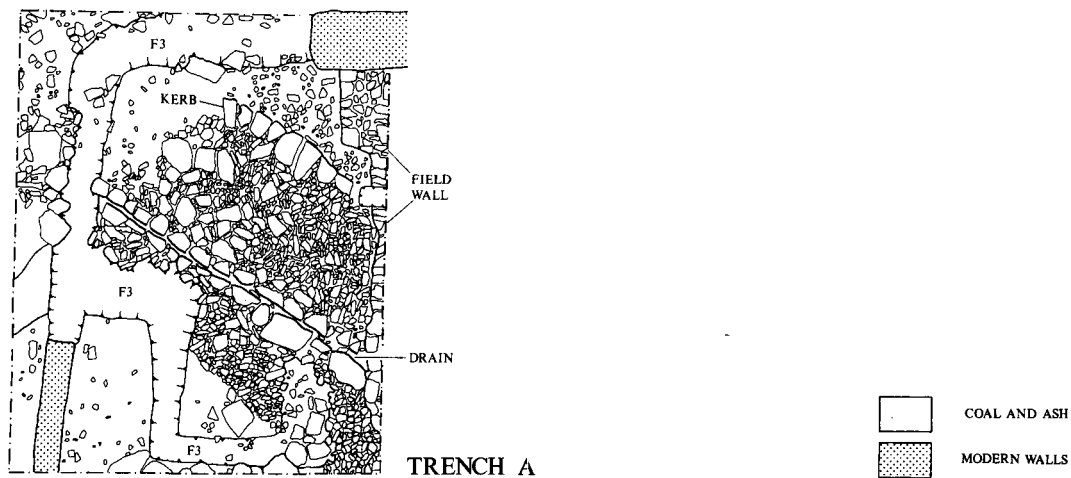 F3
KERB
FIELD
WALL
F3
DRAIN
F3
TRENCH A
COAL AND ASH
MODERN WALLS